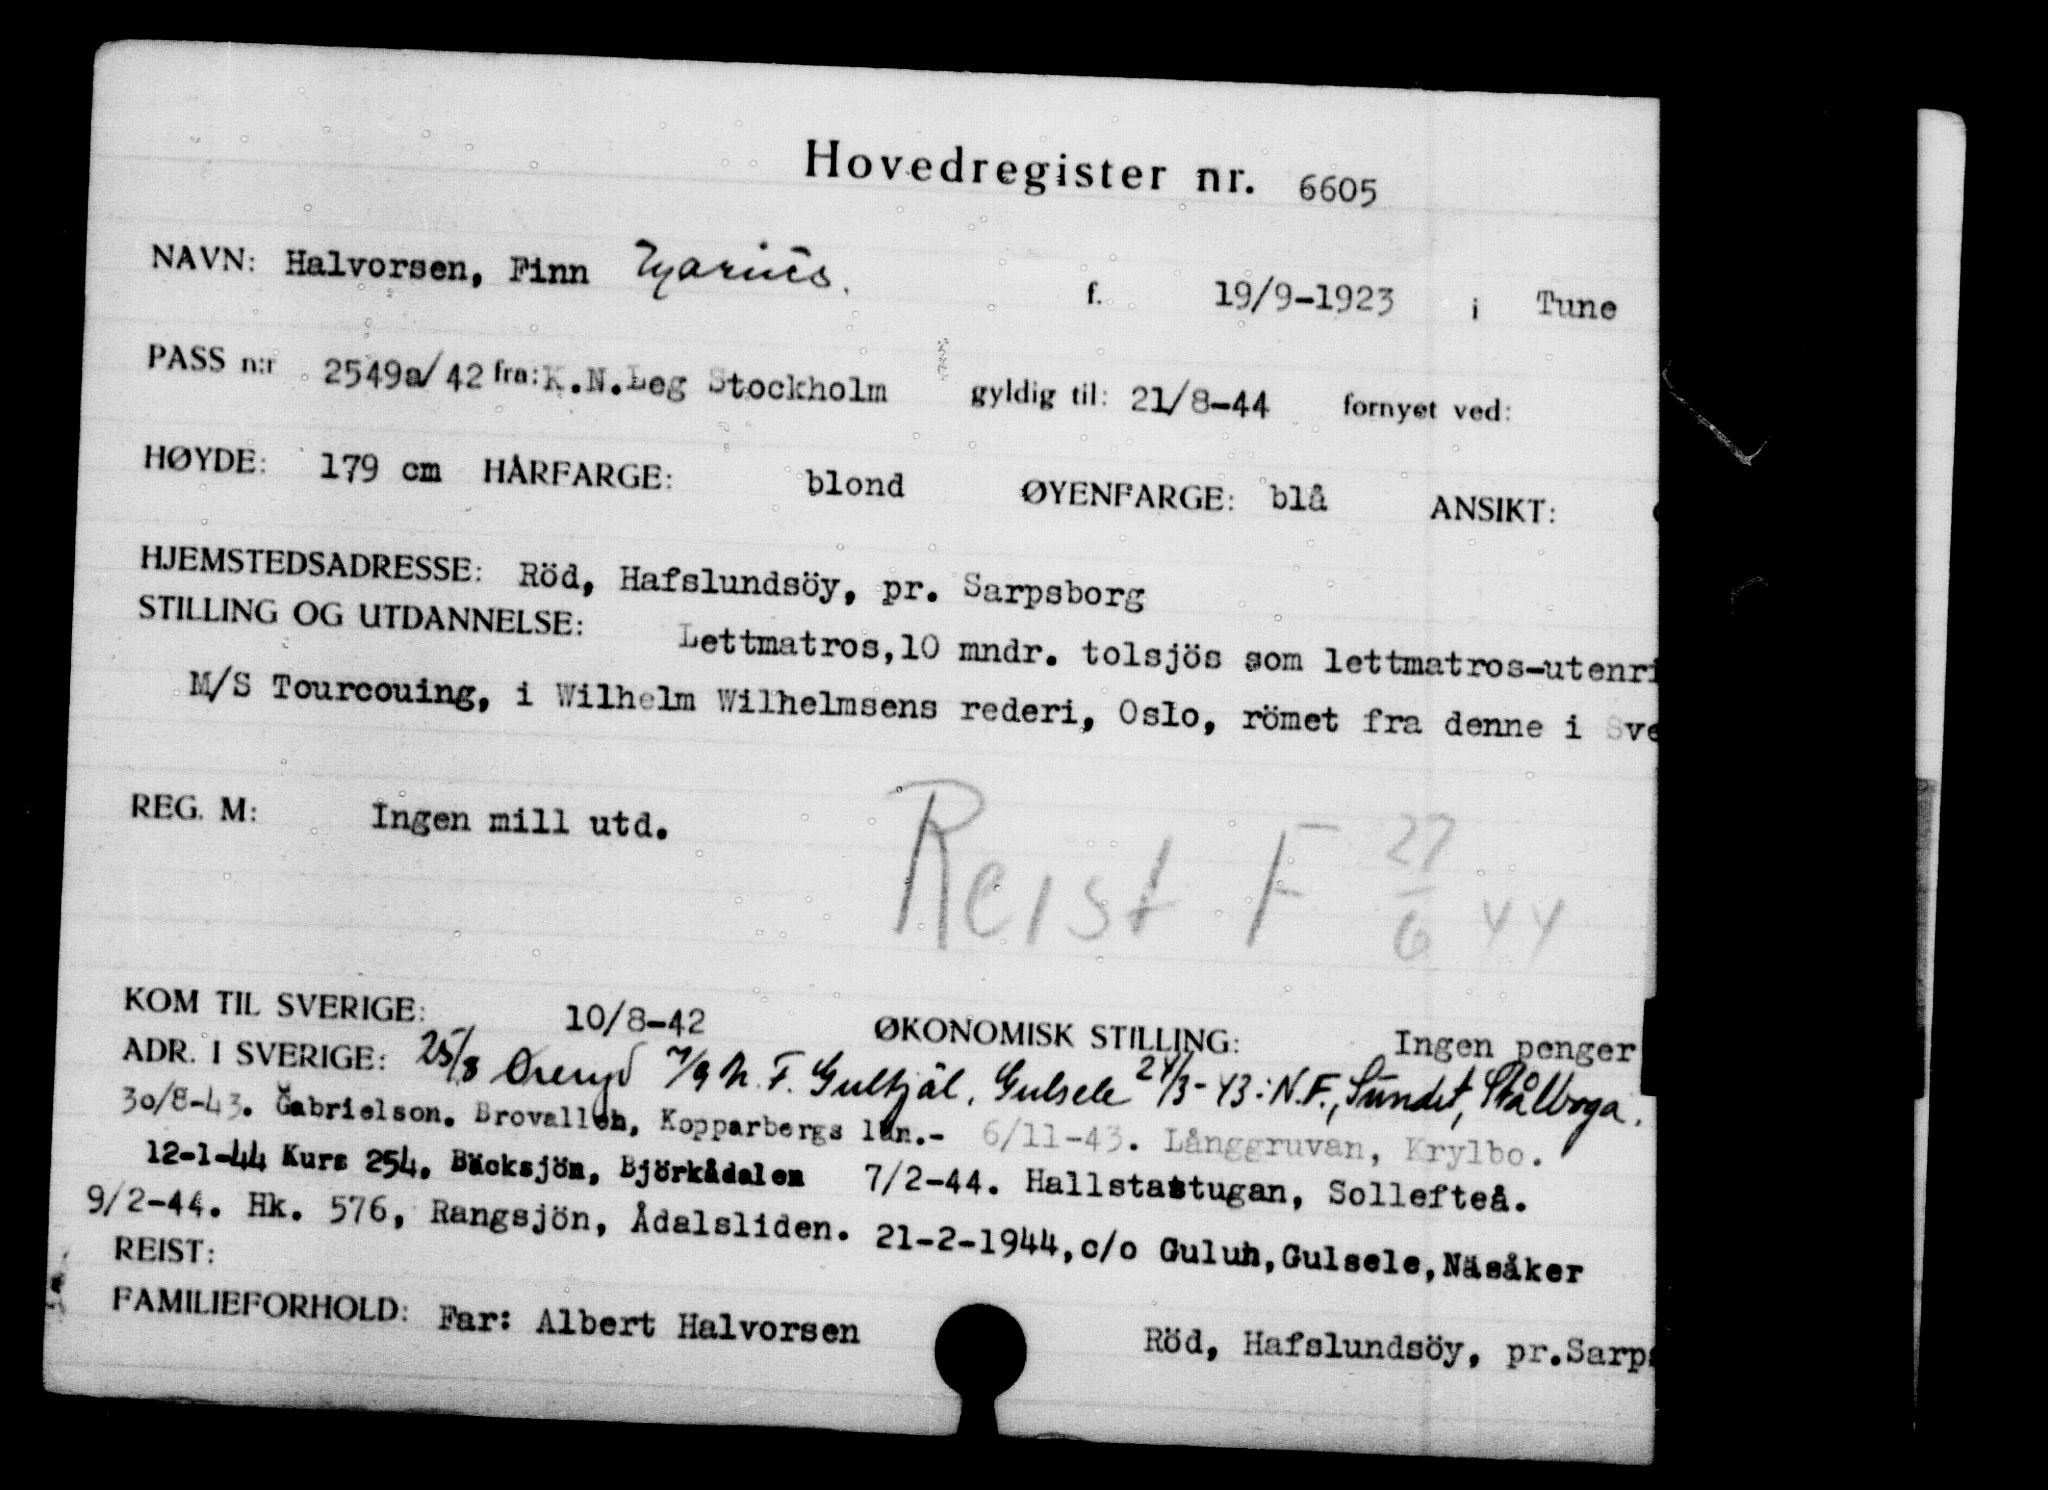 Hovedregister nr. 6605
NAVN: Halvorsen, Finn Marius. f. 19/9-1923 i Tune
PASS n:r 2549a/42 fra: K.N.Leg Stockholm gyldig til: 21/8-44 fornyet ved:
HØYDE: 179 cm HÅRFARGE: blond ØYENFARGE: blå ANSIKT:
HJEMSTEDSADRESSE: Röd, Hafslundsöy, pr. Sarpsborg
STILLING OG UTDANNELSE: Lettmatros,10 mndr. tolsjös som lettmatros-utenri
M/S Tourcouing, i Wilhelm Wilhelmsens rederi, Oslo, römet fra denne i Sve
REG. M: Ingen mill utd.
Reist F 27/6 44
KOM TIL SVERIGE: 10/8-42 ØKONOMISK STILLING: Ingen penger
ADR. I SVERIGE: 25/8 Öreryd 7/9 N. F. Gulhjäl, Gulsele 24/3-43: N.F., Sundet, Stålboga.
30/8-43. Gabrielson. Brovallen, Kopparbergs län.- 6/11-43. Långgruvan, Krylbo.
12-1-44 Kurs 254. Bäcksjön, Björkådalen 7/2-44. Hallstastugan, Sollefteå.
9/2-44. Hk. 576, Rangsjön, Ådalsliden. 21-2-1944,c/o Guluh,Gulsele,Näsåker
REIST:
FAMILIEFORHOLD: Far: Albert Halvorsen Röd, Hafslundsöy, pr.Sarps